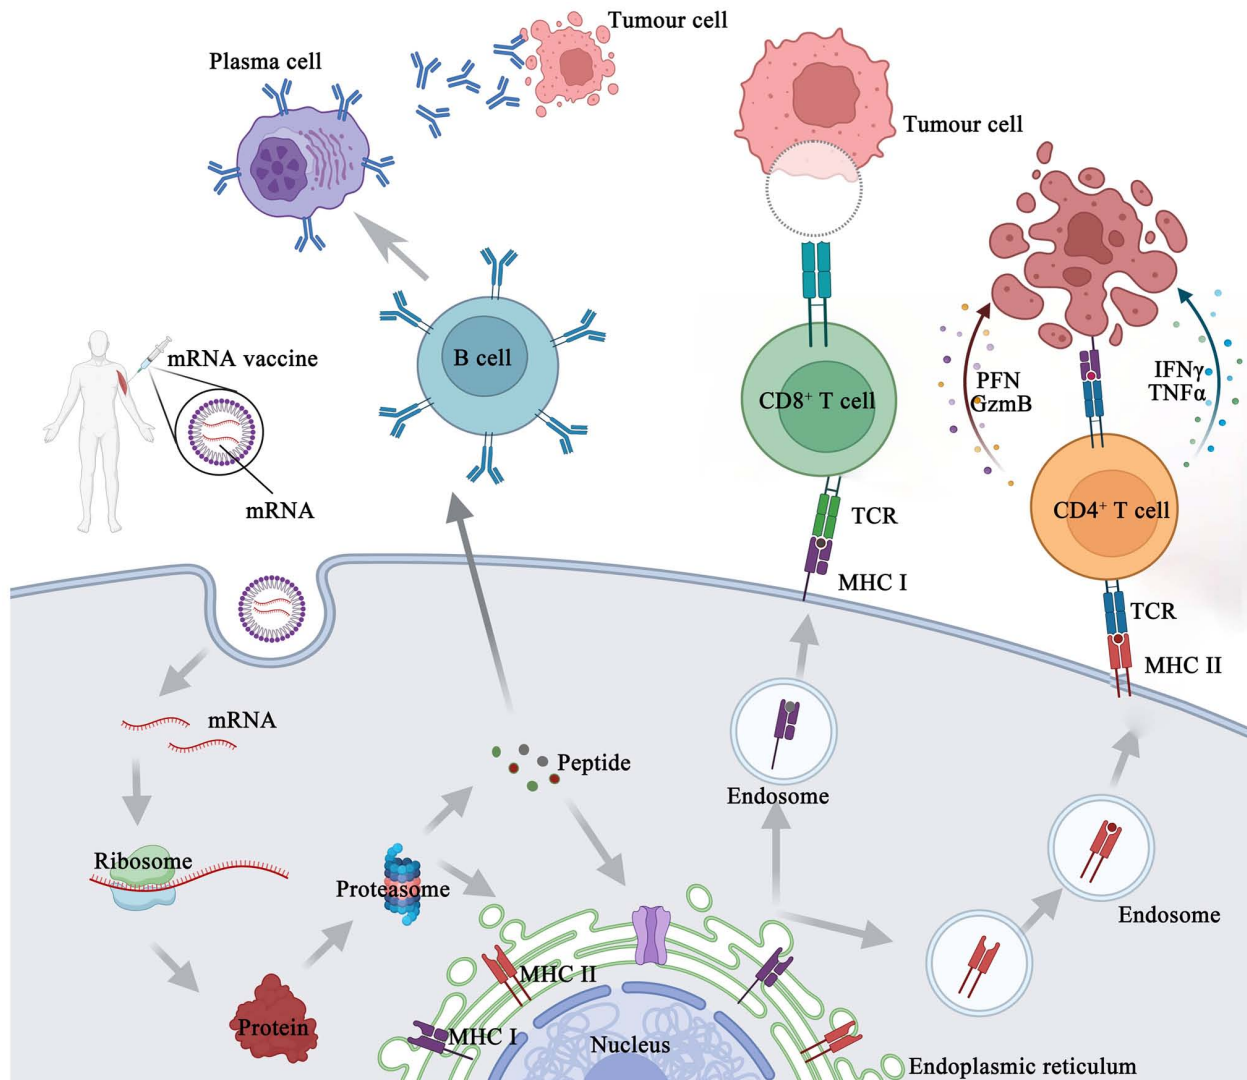 Tumour cell
Plasma cell
Tumour cell
B cell
mRNA vaccine
mRNA
CD8⁺ T cell
PFN
GzmB
IFNγ
TNFα
CD4⁺ T cell
TCR
MHC I
TCR
MHC II
mRNA
Peptide
Endosome
Ribosome
Proteasome
Endosome
Protein
MHC II
MHC I
Nucleus
Endoplasmic reticulum